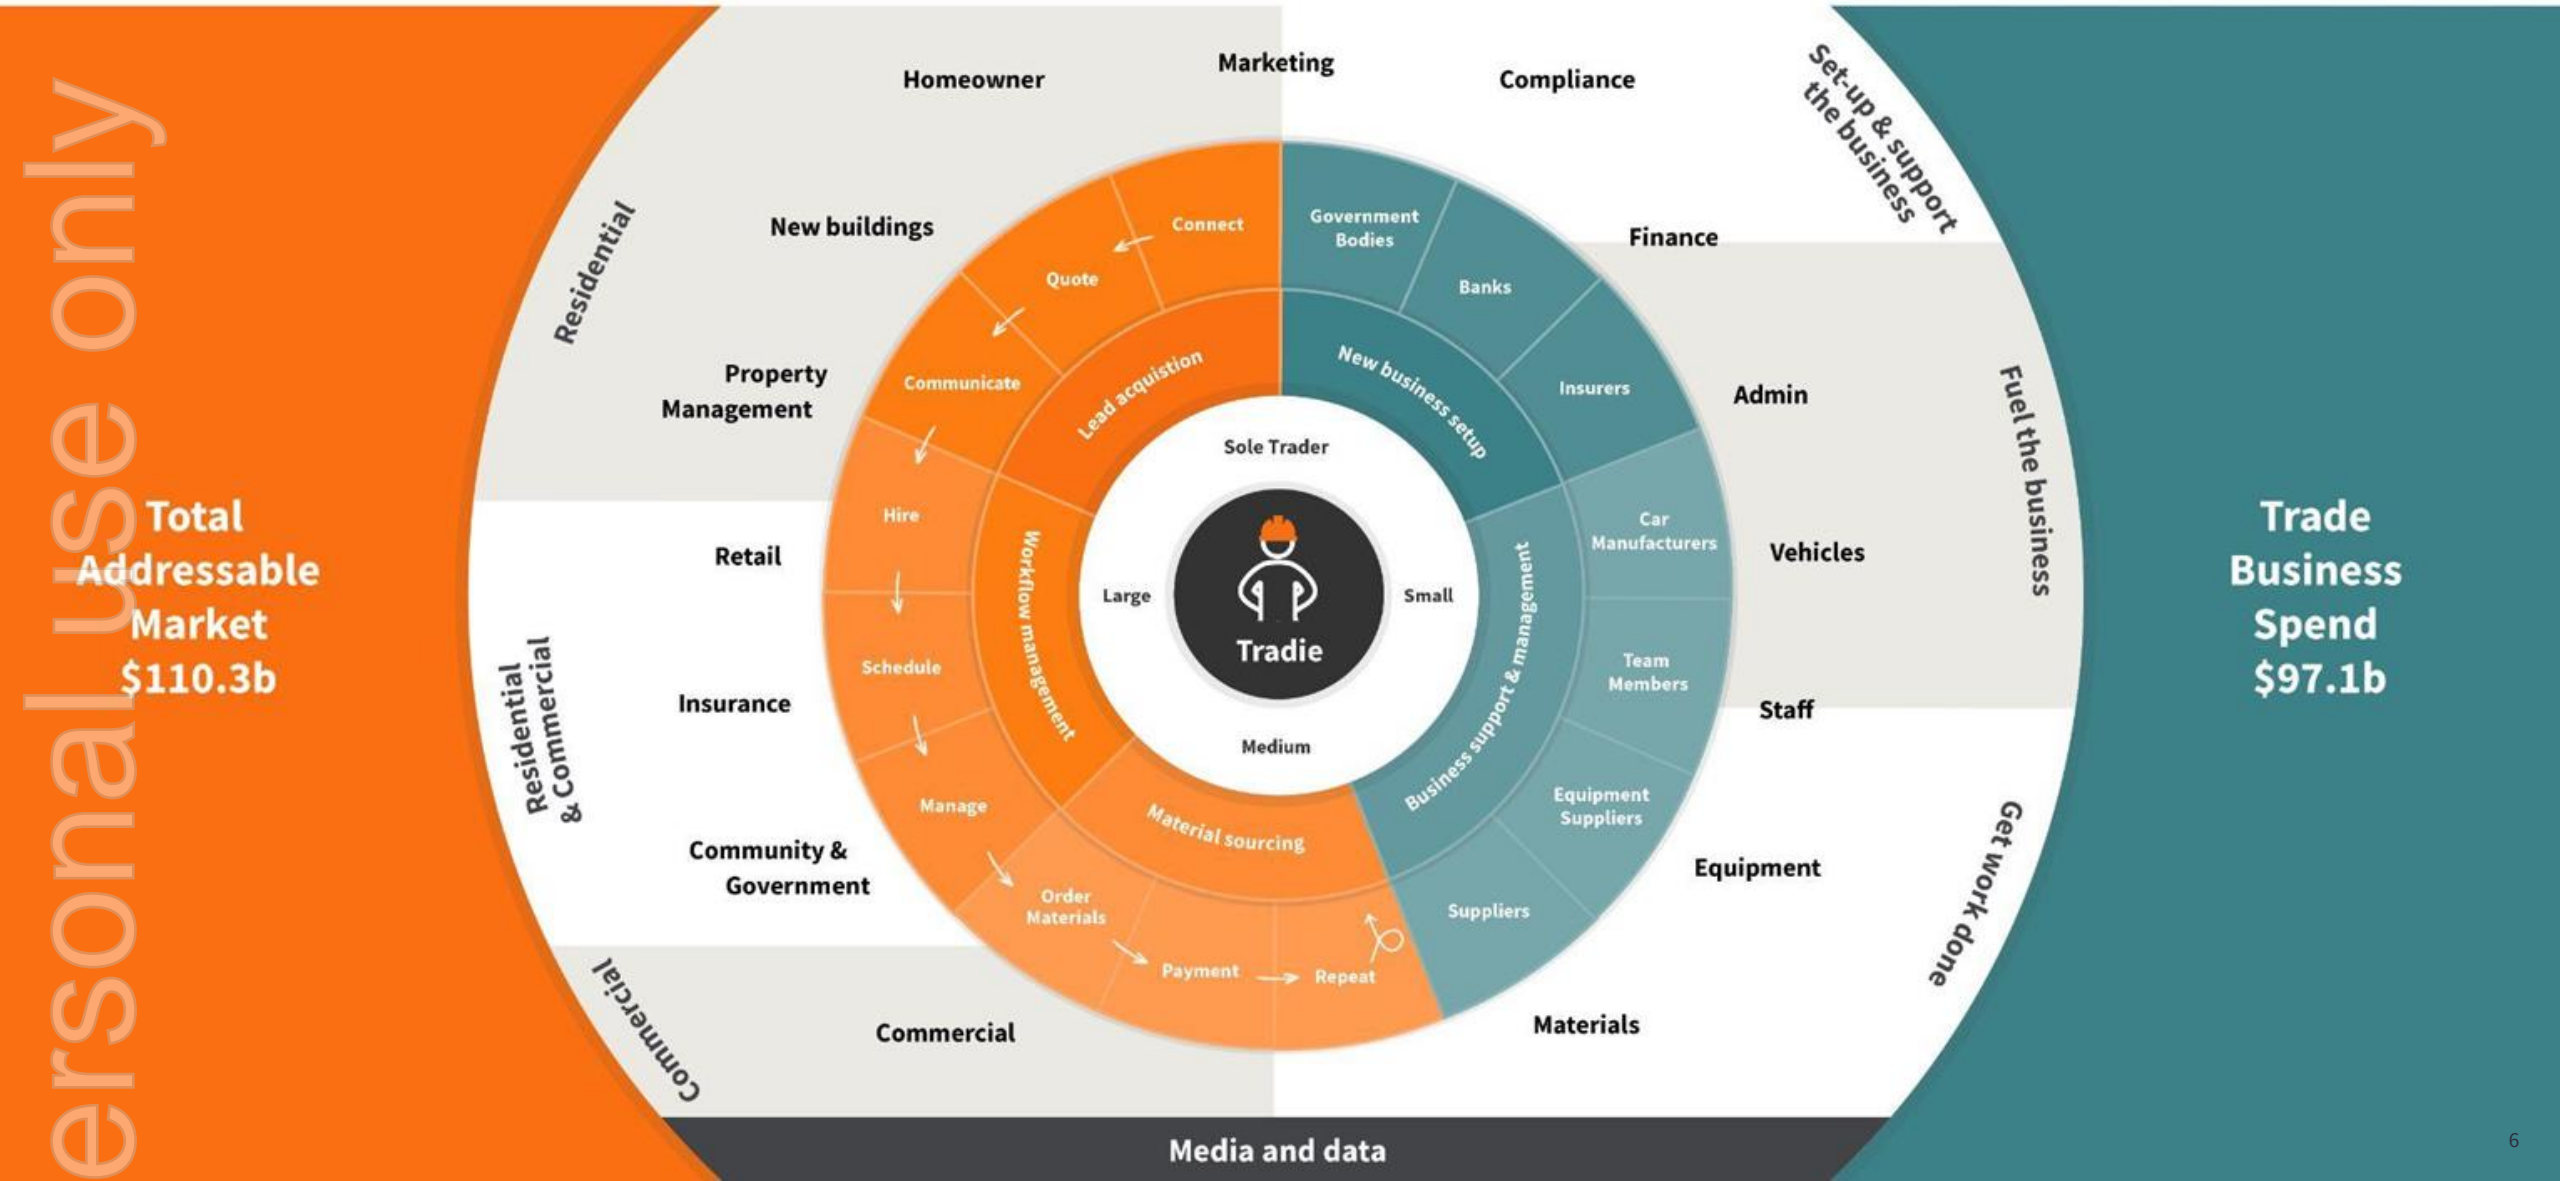 ersonal use only
Total
Addressable
Market
$110.3b
Residential
Residential
& Commercial
Commercial
Homeowner
New buildings
Property
Management
Retail
Insurance
Community &
Government
Commercial
Marketing
Compliance
Finance
Admin
Vehicles
Staff
Equipment
Materials
Connect
Quote
Communicate
Hire
Schedule
Manage
Order
Materials
Payment
Repeat
Lead acquistion
Workflow management
Material sourcing
Government
Bodies
Banks
Insurers
Car
Manufacturers
Team
Members
Equipment
Suppliers
Suppliers
New business setup
Business support & management
Sole Trader
Large
Small
Medium
Tradie
Set-up & support
the business
Fuel the business
Get work done
Trade
Business
Spend
$97.1b
Media and data
6